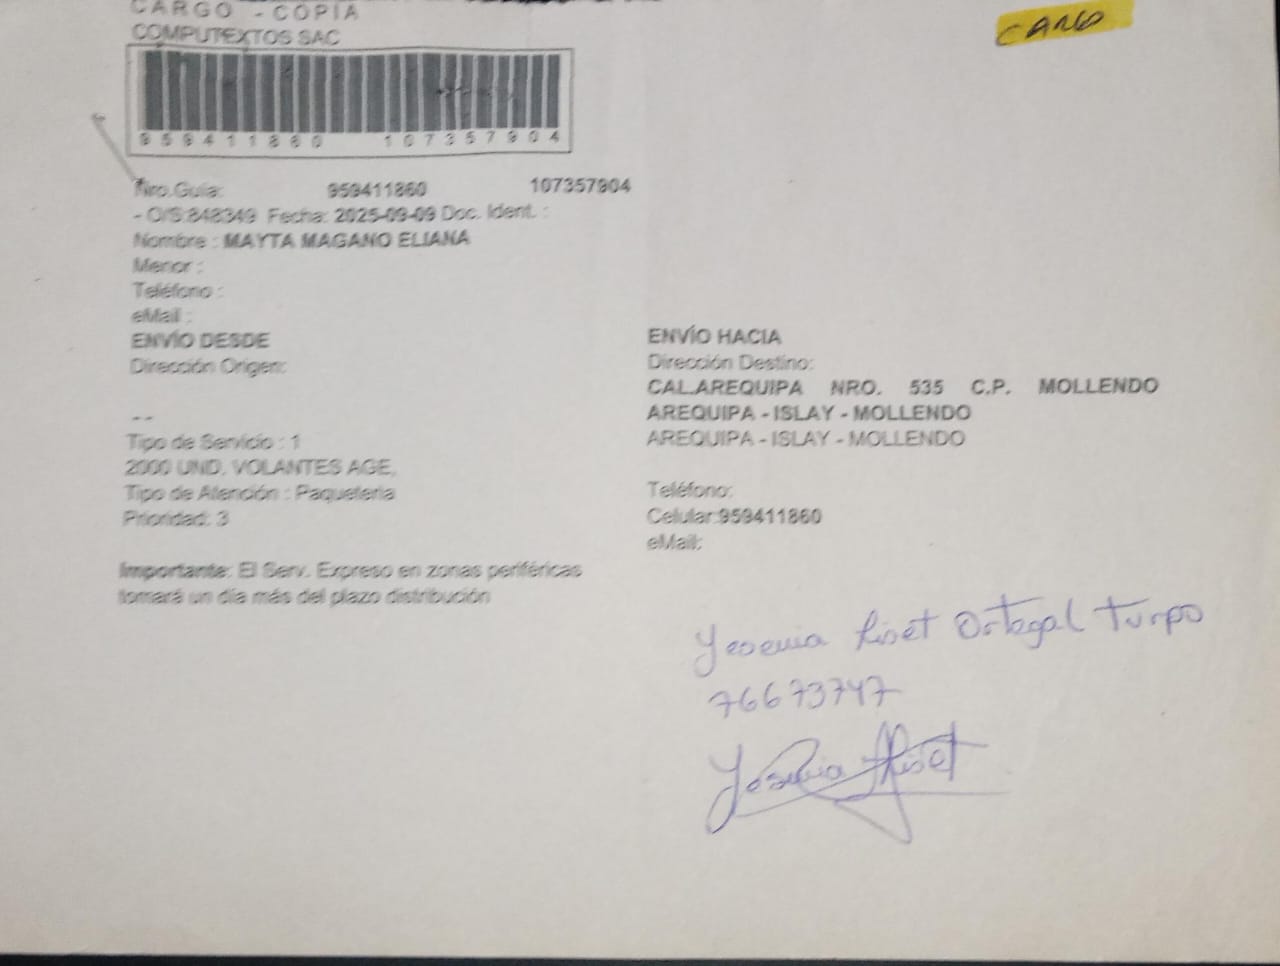 CARGO - COPIA
COMPUTEXTOS SAC
959411860 107357904
Nro.Guia: 959411860 107357904
- O/S:848349 Fecha: 2025-09-09 Doc. Ident. :
Nombre : MAYTA MAGANO ELIANA
Menor :
Teléfono :
eMail :
ENVÍO DESDE
Dirección Origen:
--
Tipo de Servicio : 1
2000 UND. VOLANTES AGE,
Tipo de Atención : Paqueteria
Prioridad: 3
Importante: El Serv. Expreso en zonas periféricas
tomará un día más del plazo distribución
CARGO
ENVÍO HACIA
Dirección Destino:
CAL.AREQUIPA NRO. 535 C.P. MOLLENDO
AREQUIPA - ISLAY - MOLLENDO
AREQUIPA - ISLAY - MOLLENDO
Teléfono:
Celular:959411860
eMail:
Yesenia Liset Ortegal Turpo
76673747
Yesenia Liset